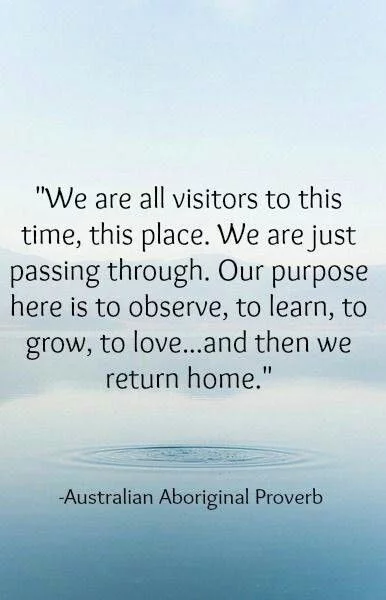 "We are all visitors to this
time, this place. We are just
passing through. Our purpose
here is to observe, to learn, to
grow, to love...and then we
return home."
-Australian Aboriginal Proverb